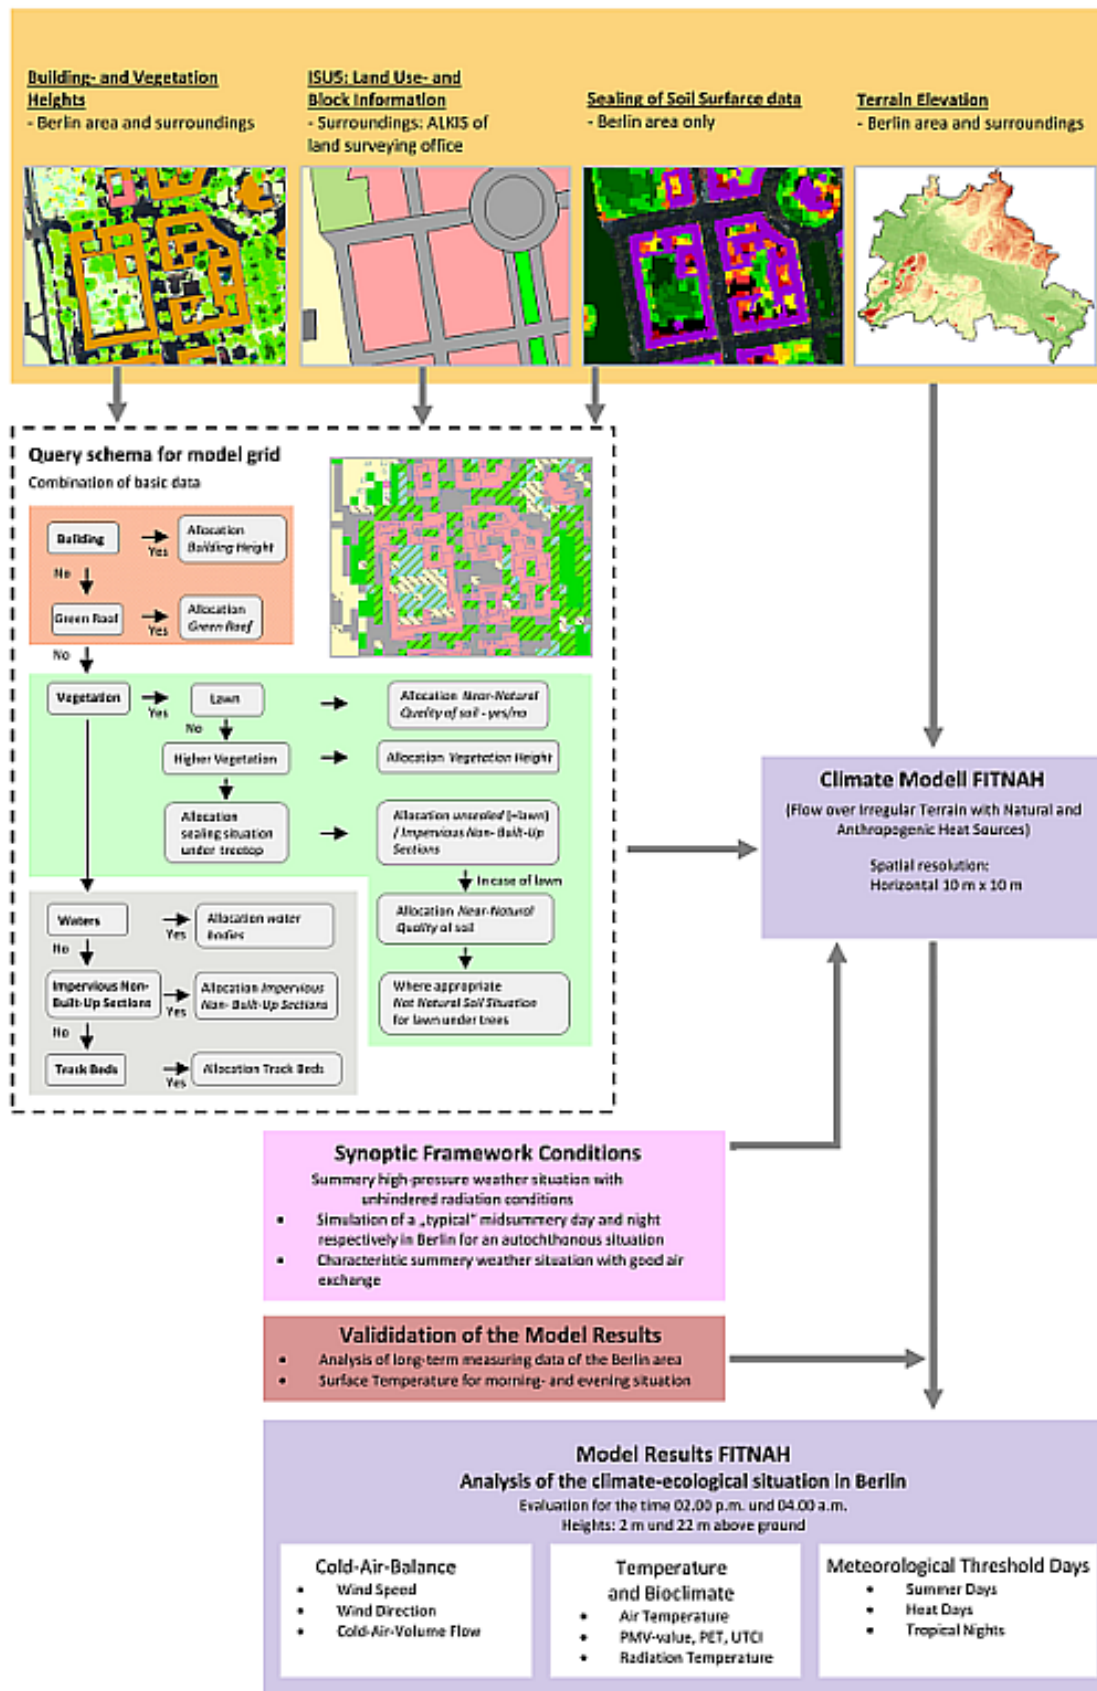 Building- and Vegetation
Heights
- Berlin area and surroundings
ISU5: Land Use- and
Block Information
- Surroundings: ALKIS of
land surveying office
Sealing of Soil Surfarce data
- Berlin area only
Terrain Elevation
- Berlin area and surroundings
Query schema for model grid
Combination of basic data
Building
Yes
Allocation
Building Height
No
Green Roof
Yes
Allocation
Green Roof
No
Vegetation
Yes
Lawn
Allocation Near-Natural
Quality of soil - yes/no
No
Higher Vegetation
Allocation Vegetation Height
Allocation
sealing situation
under treetop
Allocation unsealed (=lawn)
/ Impervious Non- Built-Up
Sections
In case of lawn
Allocation Near-Natural
Quality of soil
Where appropriate
Not Natural Soil Situation
for lawn under trees
Waters
Yes
Allocation water
bodies
No
Impervious Non-
Built-Up Sections
Yes
Allocation Impervious
Non- Built-Up Sections
No
Track Beds
Yes
Allocation Track Beds
Climate Modell FITNAH
(Flow over Irregular Terrain with Natural and
Anthropogenic Heat Sources)
Spatial resolution:
Horizontal 10 m x 10 m
Synoptic Framework Conditions
Summery high-pressure weather situation with
unhindered radiation conditions
• Simulation of a „typical" midsummery day and night
respectively in Berlin for an autochthonous situation
• Characteristic summery weather situation with good air
exchange
Valididation of the Model Results
• Analysis of long-term measuring data of the Berlin area
• Surface Temperature for morning- and evening situation
Model Results FITNAH
Analysis of the climate-ecological situation in Berlin
Evaluation for the time 02.00 p.m. und 04.00 a.m.
Heights: 2 m und 22 m above ground
Cold-Air-Balance
• Wind Speed
• Wind Direction
• Cold-Air-Volume Flow
Temperature
and Bioclimate
• Air Temperature
• PMV-value, PET, UTCI
• Radiation Temperature
Meteorological Threshold Days
• Summer Days
• Heat Days
• Tropical Nights